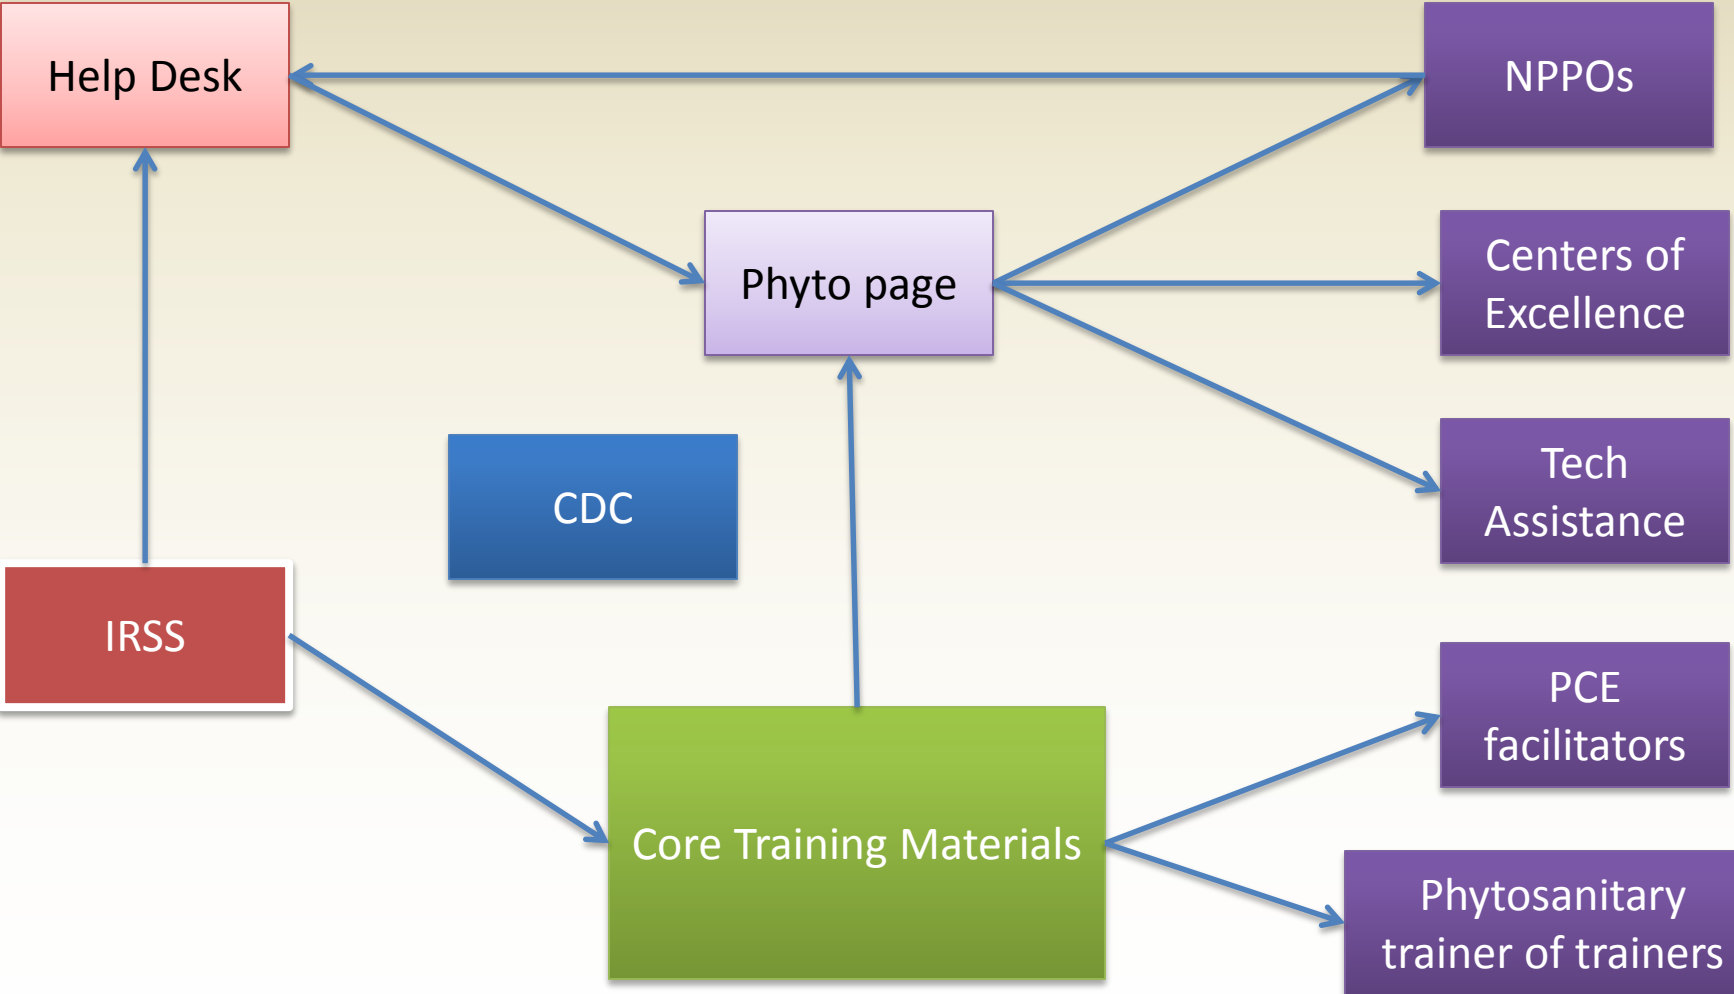 Help Desk
NPPOs
Phyto page
Centers of
Excellence
Tech
Assistance
CDC
IRSS
PCE
facilitators
Core Training Materials
Phytosanitary
trainer of trainers